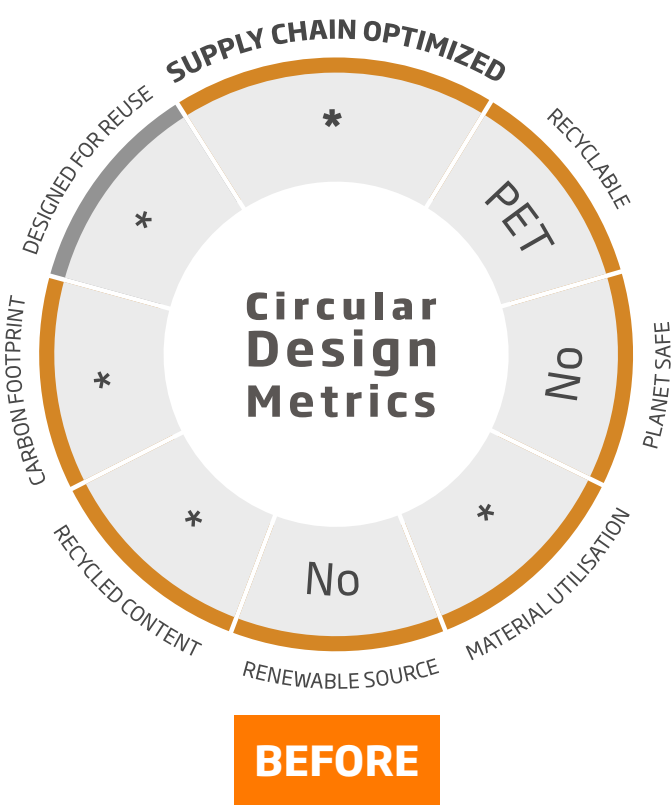 SUPPLY CHAIN OPTIMIZED
*
RECYCLABLE
PET
PLANET SAFE
No
MATERIAL UTILISATION
*
RENEWABLE SOURCE
No
RECYCLED CONTENT
*
CARBON FOOTPRINT
*
DESIGNED FOR REUSE
*
Circular
Design
Metrics
BEFORE